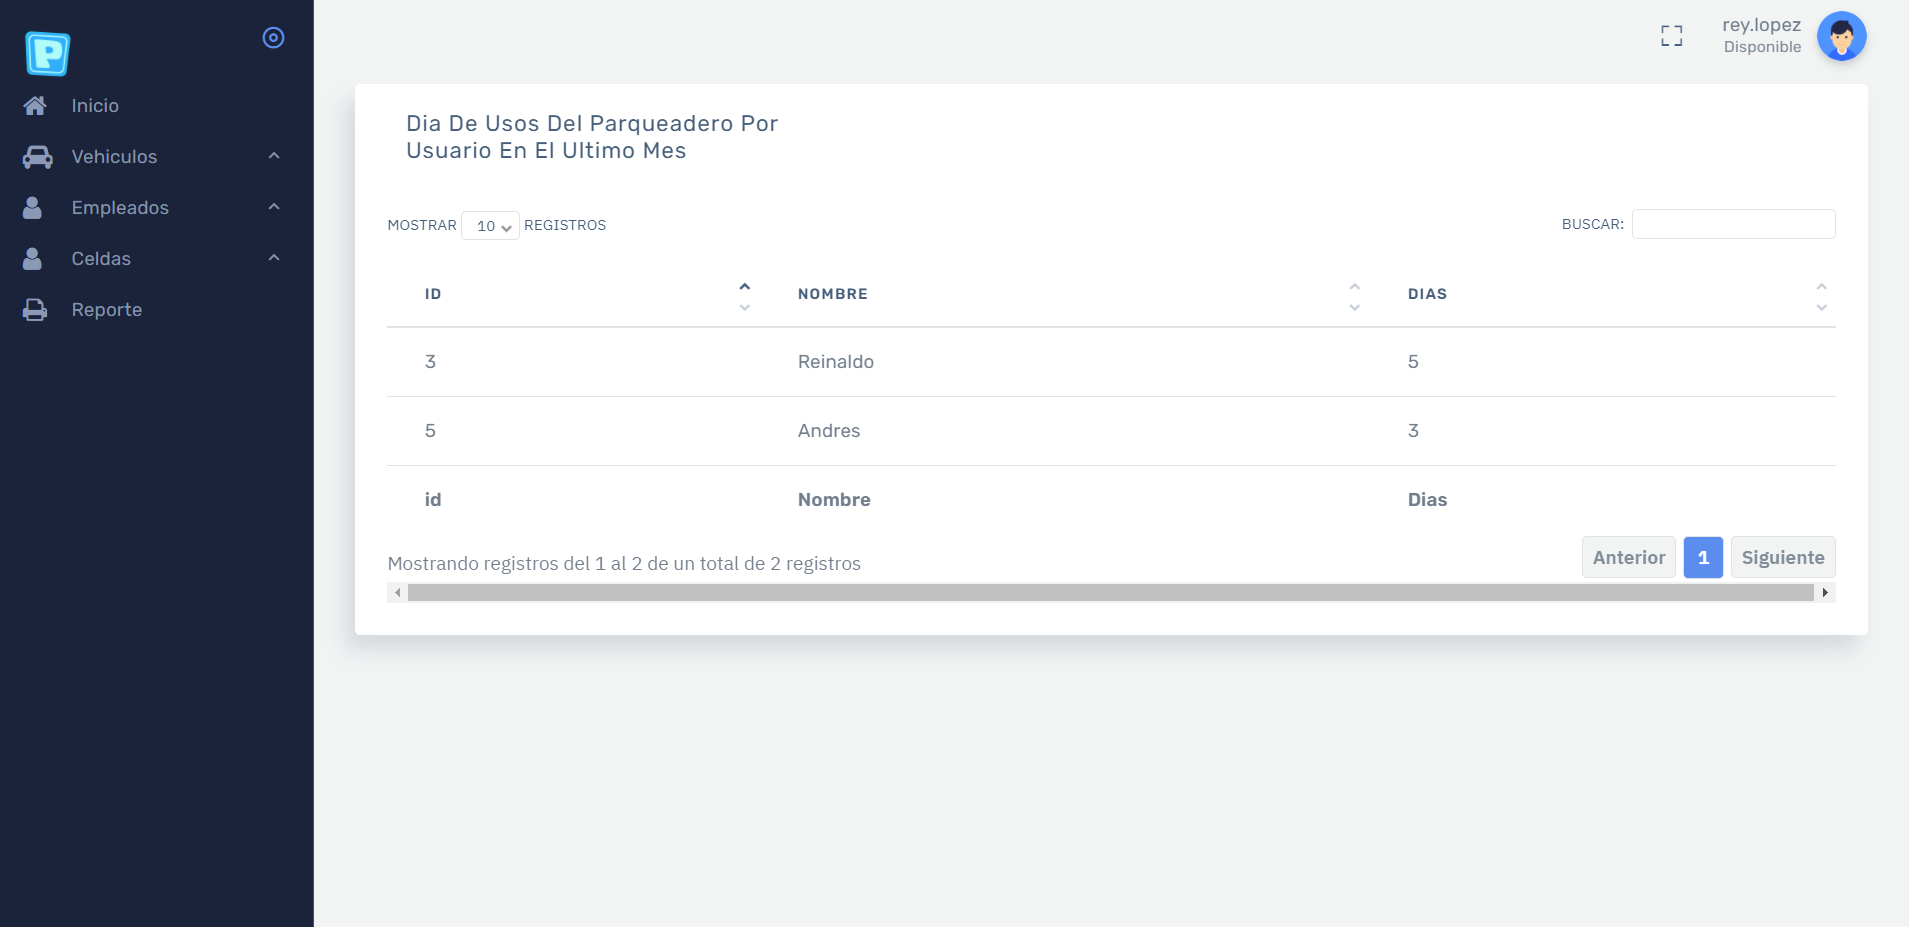 P
rey.lopez
Disponible
Inicio
Vehiculos
Empleados
Celdas
Reporte
Dia De Usos Del Parqueadero Por
Usuario En El Ultimo Mes
MOSTRAR 10 REGISTROS
BUSCAR:
ID NOMBRE DIAS
3 Reinaldo 5
5 Andres 3
id Nombre Dias
Mostrando registros del 1 al 2 de un total de 2 registros
Anterior 1 Siguiente